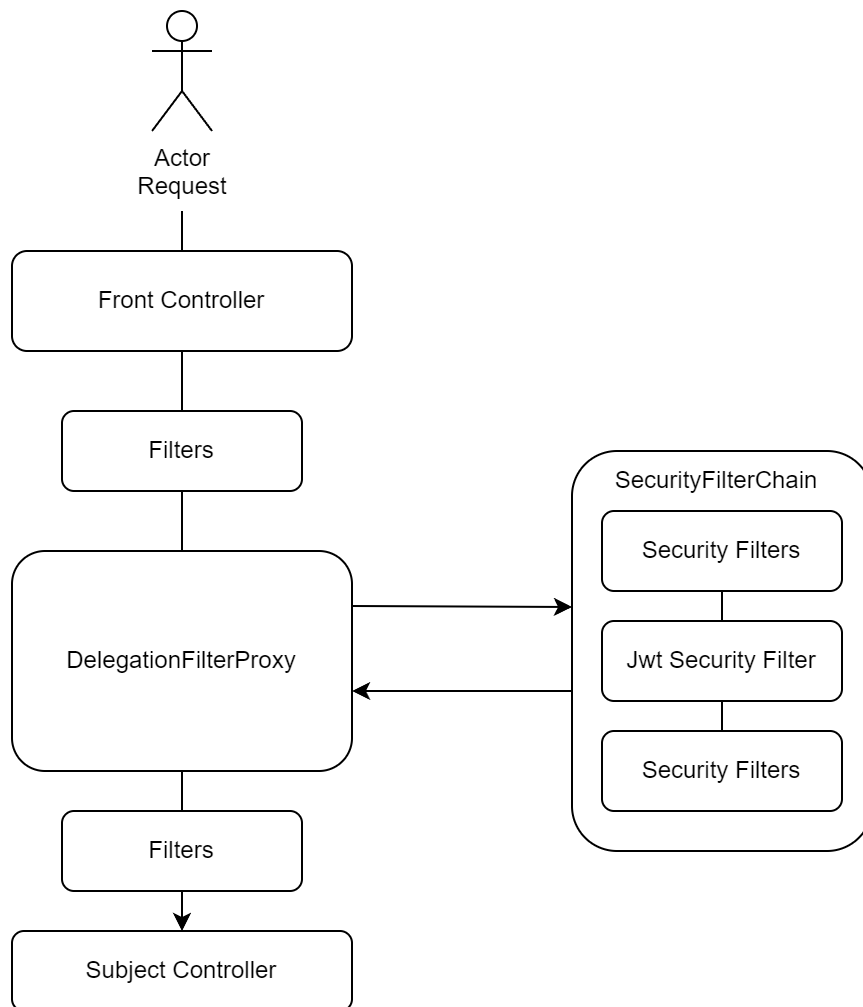 Actor
Request
Front Controller
Filters
DelegationFilterProxy
SecurityFilterChain
Security Filters
Jwt Security Filter
Security Filters
Filters
Subject Controller